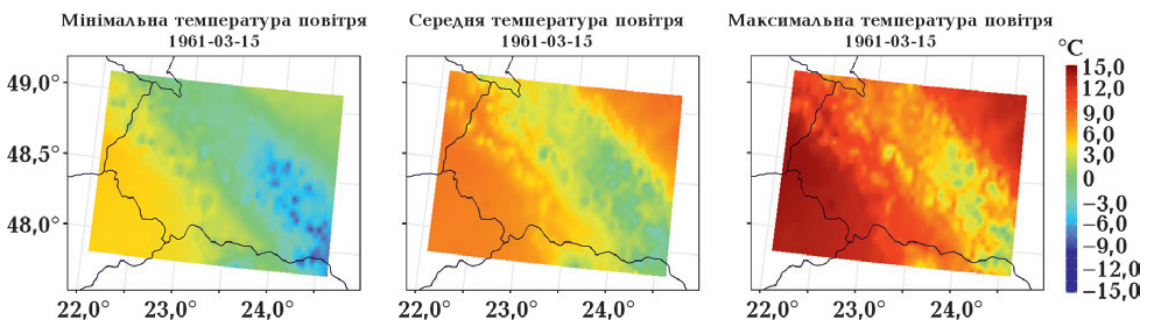 Мінімальна температура повітря
1961-03-15
Середня температура повітря
1961-03-15
Максимальна температура повітря
1961-03-15
°C
15,0
12,0
9,0
6,0
3,0
0
−3,0
−6,0
−9,0
−12,0
−15,0
49,0°
48,5°
48,0°
22,0° 23,0° 24,0°
22,0° 23,0° 24,0°
22,0° 23,0° 24,0°